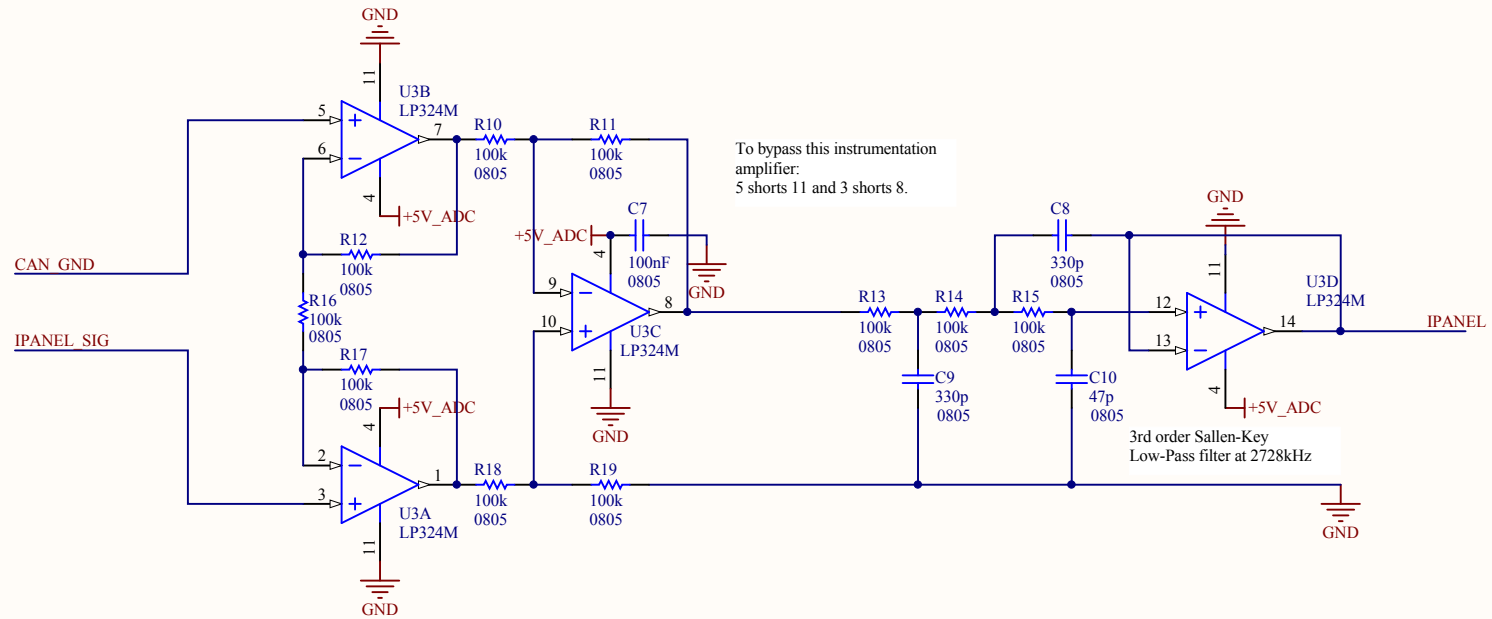 GND
11
U3B
LP324M
5
6
7
4
+5V_ADC
R10
100k
0805
R11
100k
0805
To bypass this instrumentation
amplifier:
5 shorts 11 and 3 shorts 8.
CAN_GND
R12
100k
0805
R16
100k
0805
IPANEL_SIG
R17
100k
0805
+5V_ADC
4
2
3
1
U3A
LP324M
11
GND
R18
100k
0805
R19
100k
0805
+5V_ADC
C7
100nF
0805
GND
4
9
10
8
U3C
LP324M
11
GND
R13
100k
0805
R14
100k
0805
R15
100k
0805
C8
330p
0805
C9
330p
0805
C10
47p
0805
GND
11
U3D
LP324M
12
13
14
4
+5V_ADC
IPANEL
3rd order Sallen-Key
Low-Pass filter at 2728kHz
GND